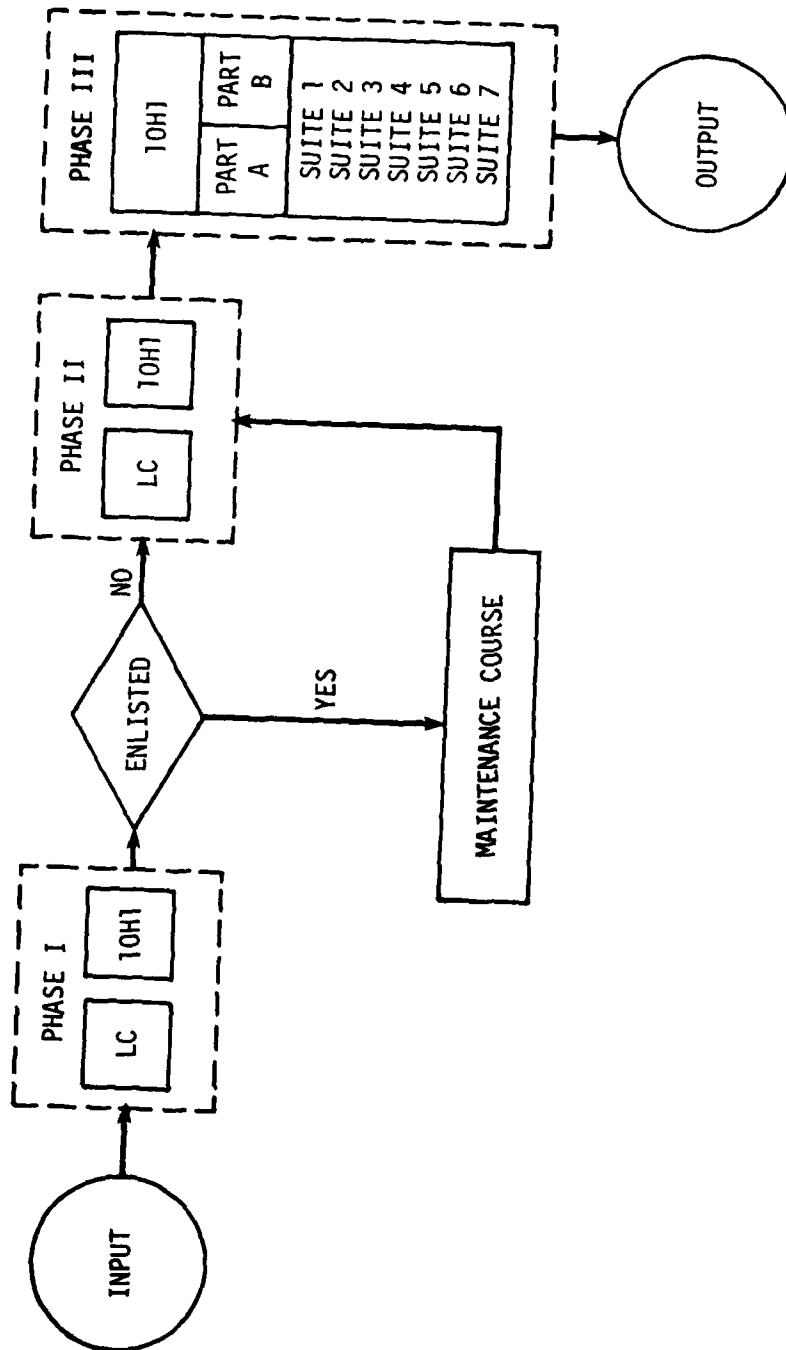 INPUT
PHASE I
LC
10H1
ENLISTED
NO
YES
MAINTENANCE COURSE
PHASE II
LC
10H1
PHASE III
10H1
PART A
PART B
SUITE 1
SUITE 2
SUITE 3
SUITE 4
SUITE 5
SUITE 6
SUITE 7
OUTPUT